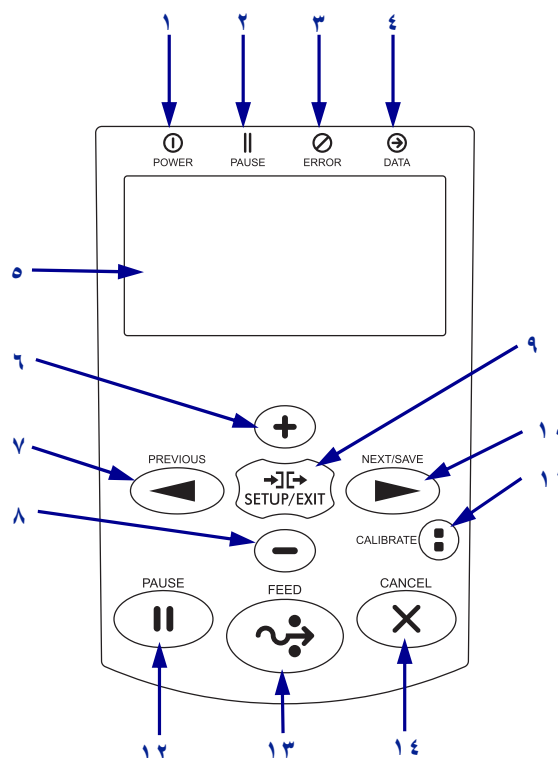 ١ ٢ ٣ ٤
POWER PAUSE ERROR DATA
٥
٦
٩
٧
PREVIOUS
SETUP/EXIT
NEXT/SAVE
٨
CALIBRATE
PAUSE
FEED
CANCEL
١٢
١٣
١٤